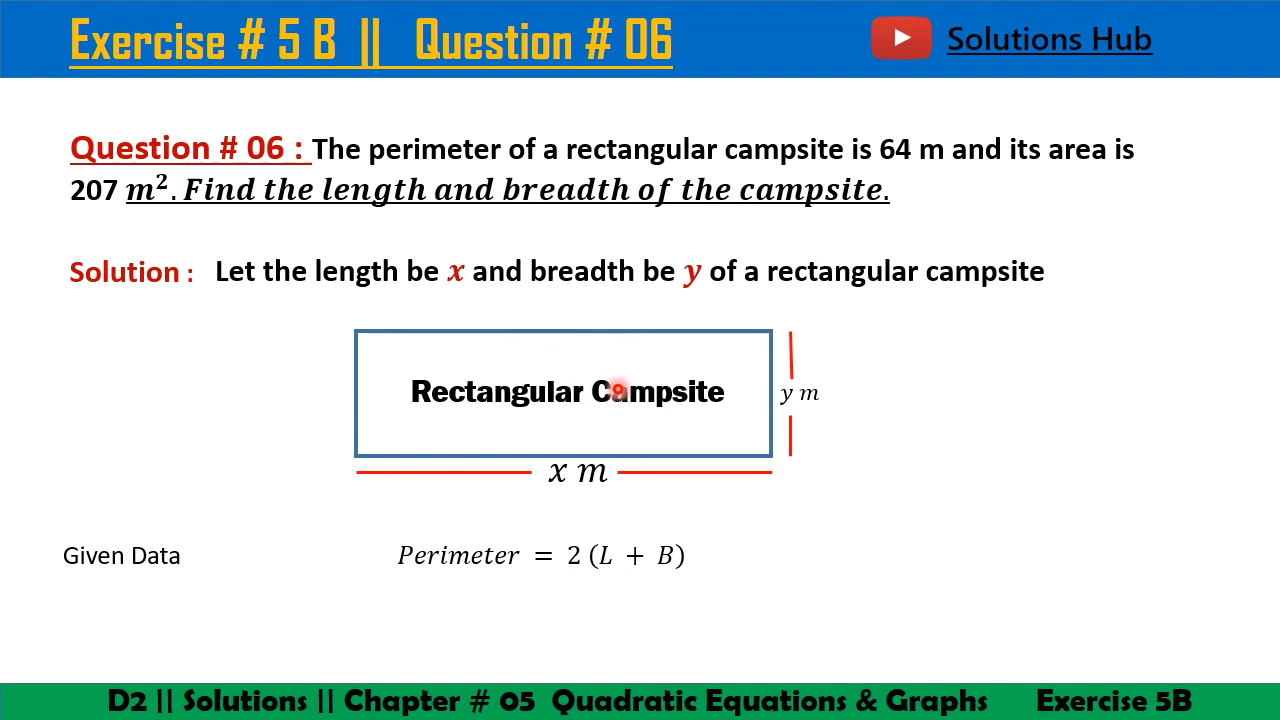 Exercise # 5 B || Question # 06
Solutions Hub
Question # 06 : The perimeter of a rectangular campsite is 64 m and its area is
207 m². Find the length and breadth of the campsite.
Solution : Let the length be x and breadth be y of a rectangular campsite
Rectangular Campsite
y m
x m
Given Data Perimeter = 2 (L + B)
D2 || Solutions || Chapter # 05 Quadratic Equations & Graphs Exercise 5B